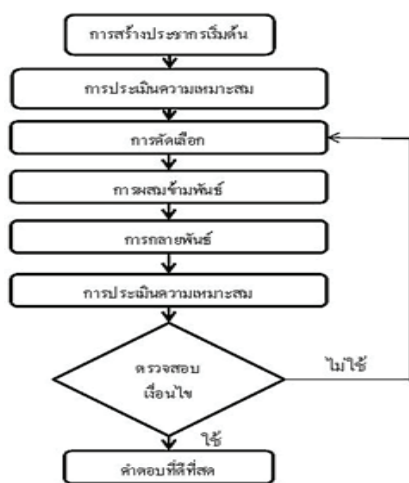 การสร้างประชากรเริ่มต้น
การประเมินความเหมาะสม
การคัดเลือก
การผสมข้ามพันธ์
การกลายพันธ์
การประเมินความเหมาะสม
ตรวจสอบ
เงื่อนไข
ไม่ใช้
ใช้
คำตอบที่ดีที่สด